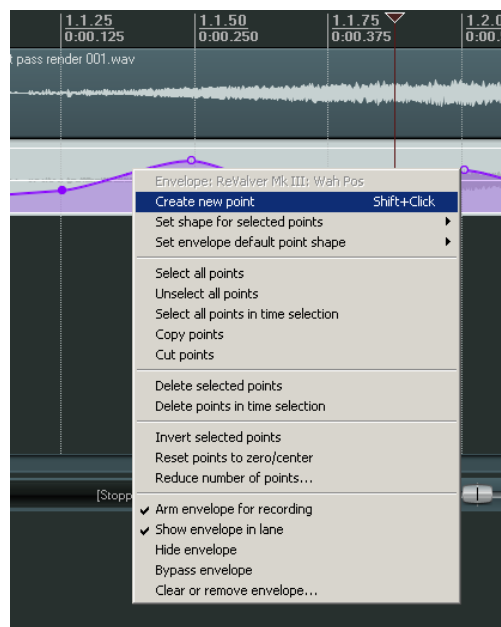 1.1.25 1.1.50 1.1.75 1.2.0
0:00.125 0:00.250 0:00.375 0:00.
t pass render 001.wav
Envelope: ReValver Mk III: Wah Pos
Create new point Shift+Click
Set shape for selected points
Set envelope default point shape
Select all points
Unselect all points
Select all points in time selection
Copy points
Cut points
Delete selected points
Delete points in time selection
Invert selected points
Reset points to zero/center
Reduce number of points...
[Stopp
Arm envelope for recording
Show envelope in lane
Hide envelope
Bypass envelope
Clear or remove envelope...